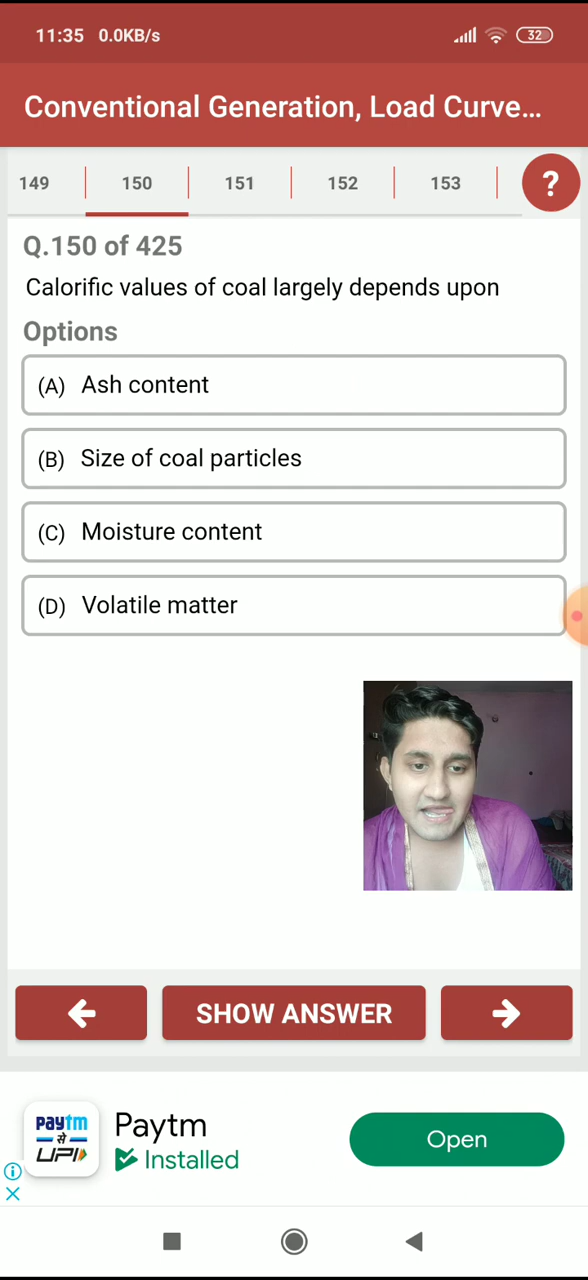 11:35 0.0KB/s 32
Conventional Generation, Load Curve...
149 150 151 152 153 ?
Q.150 of 425
Calorific values of coal largely depends upon
Options
(A) Ash content
(B) Size of coal particles
(C) Moisture content
(D) Volatile matter
SHOW ANSWER
paytm
से
UPI
Paytm
Installed
Open